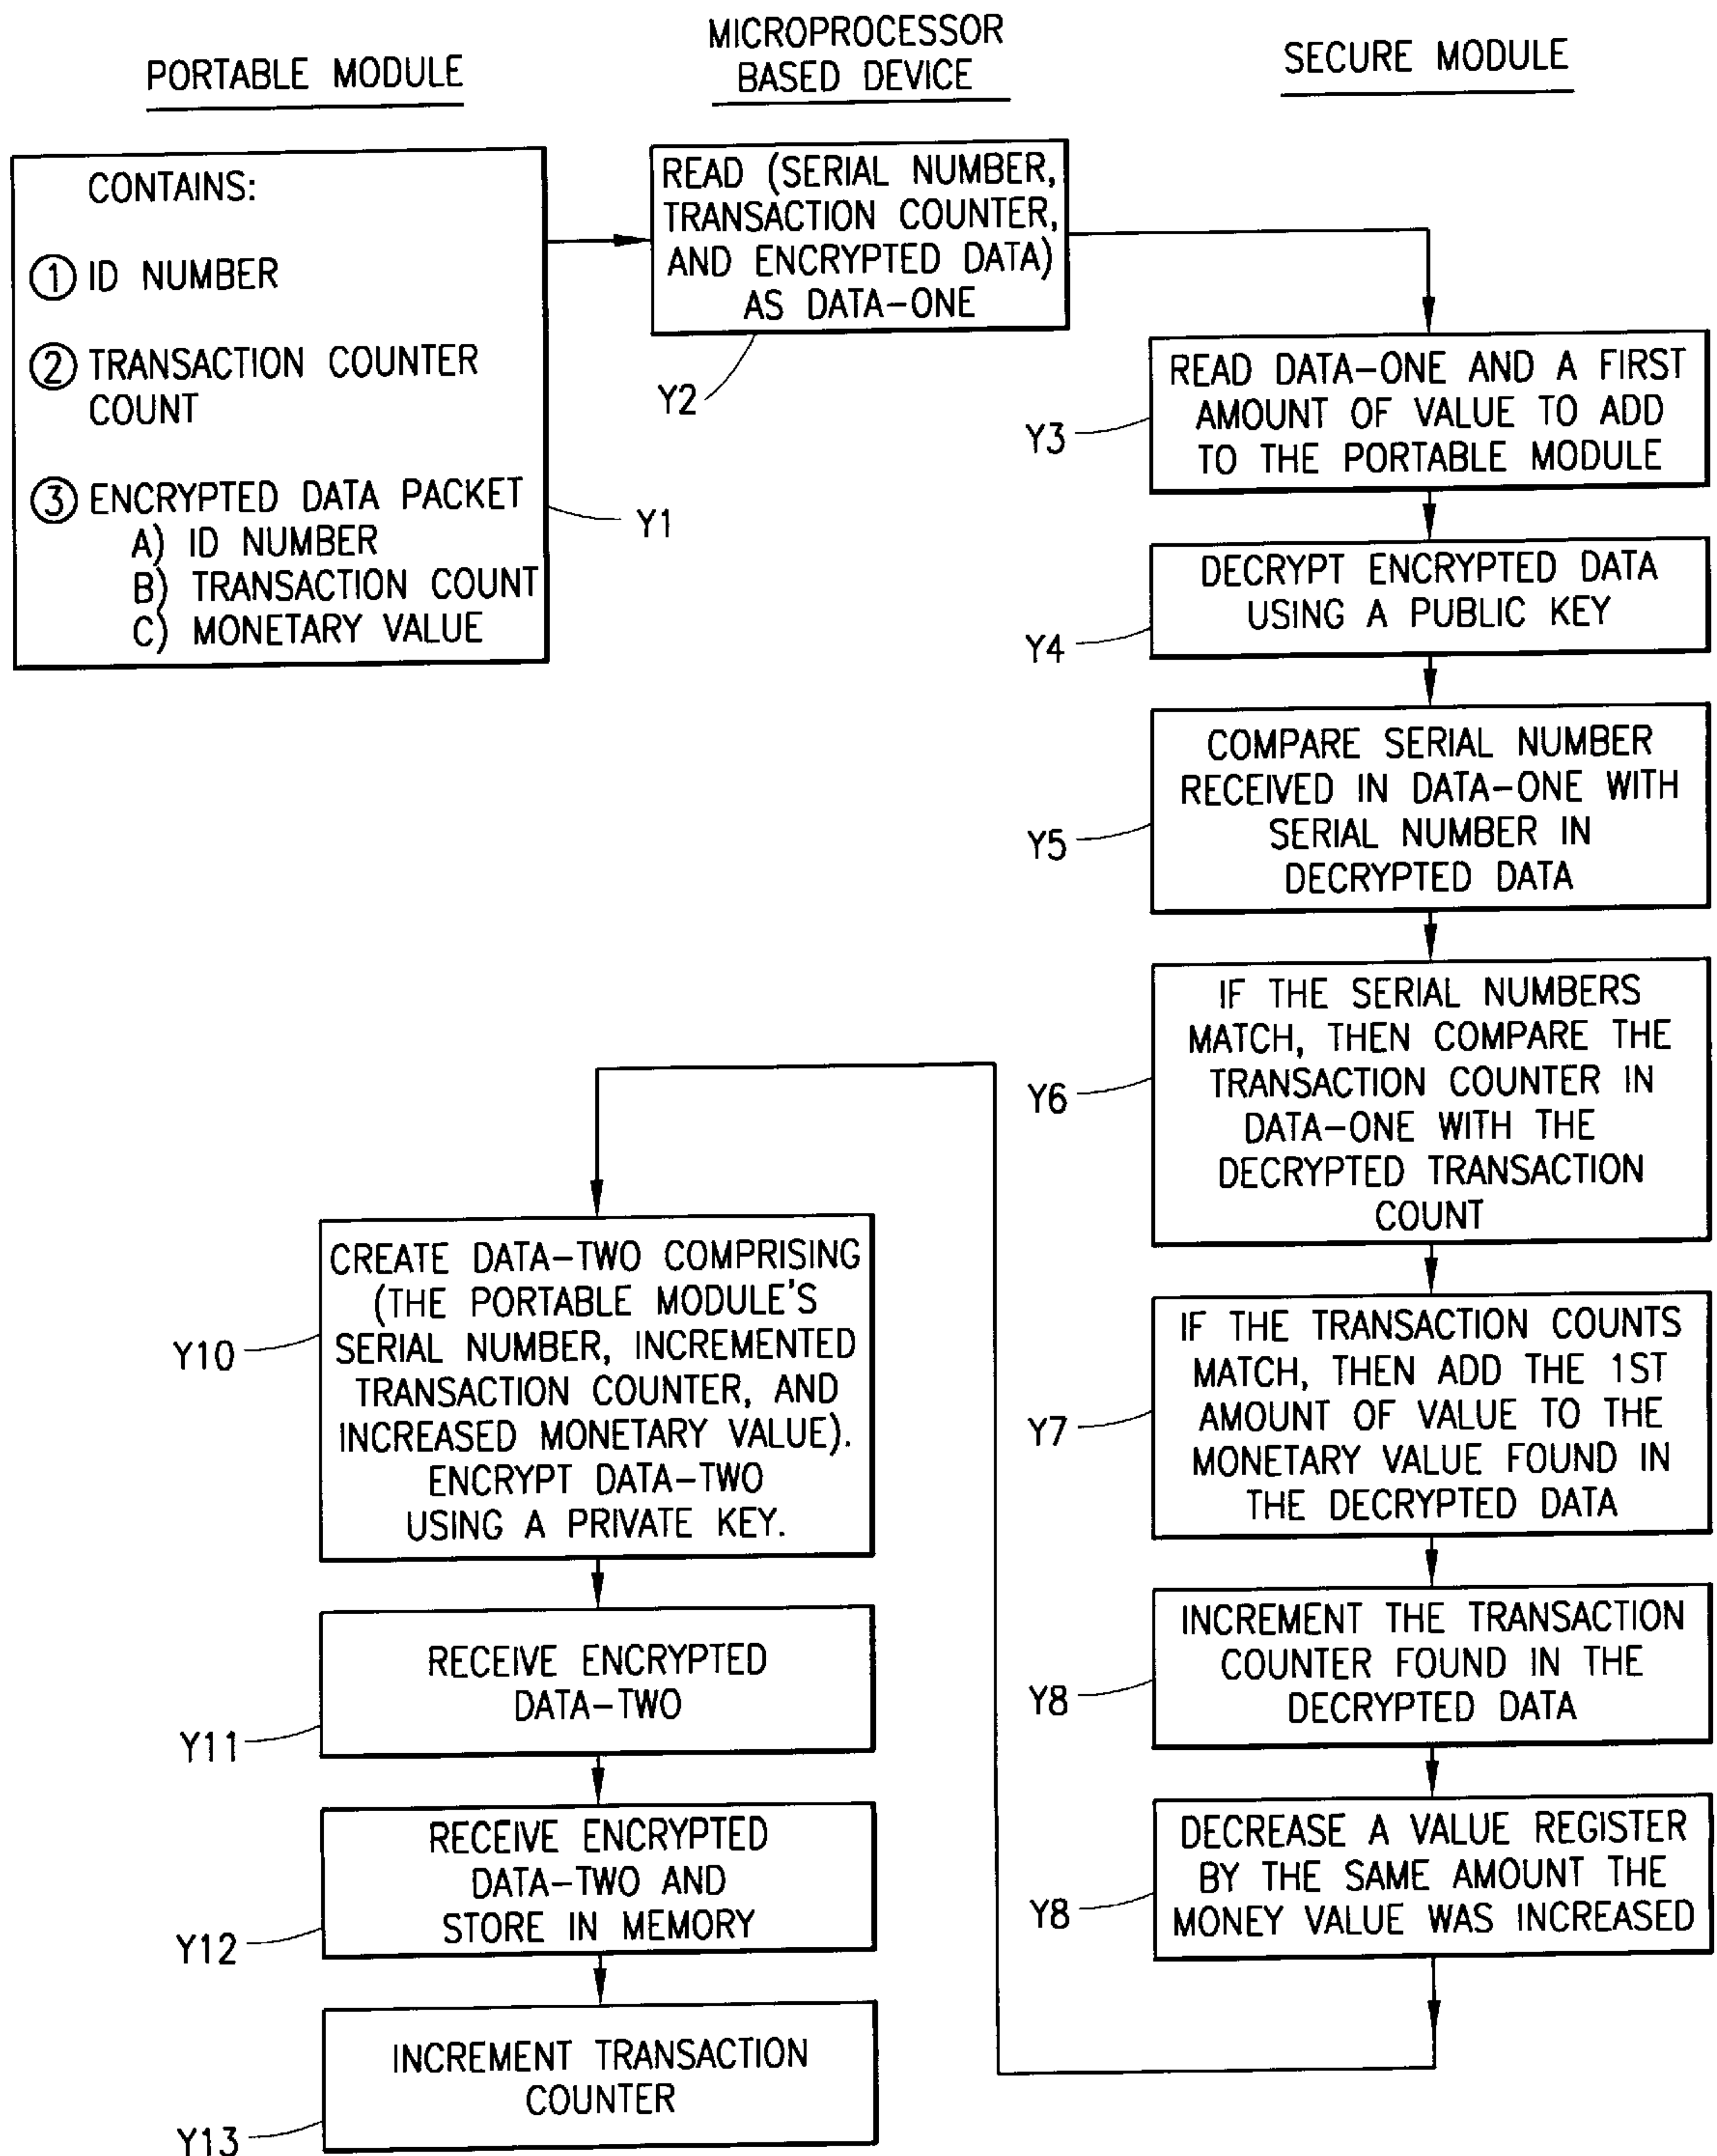 PORTABLE MODULE
MICROPROCESSOR
BASED DEVICE
SECURE MODULE
CONTAINS:
① ID NUMBER
② TRANSACTION COUNTER
COUNT
③ ENCRYPTED DATA PACKET
A) ID NUMBER
B) TRANSACTION COUNT
C) MONETARY VALUE
Y1
READ (SERIAL NUMBER,
TRANSACTION COUNTER,
AND ENCRYPTED DATA)
AS DATA-ONE
Y2
READ DATA-ONE AND A FIRST
AMOUNT OF VALUE TO ADD
TO THE PORTABLE MODULE
Y3
DECRYPT ENCRYPTED DATA
USING A PUBLIC KEY
Y4
COMPARE SERIAL NUMBER
RECEIVED IN DATA-ONE WITH
SERIAL NUMBER IN
DECRYPTED DATA
Y5
IF THE SERIAL NUMBERS
MATCH, THEN COMPARE THE
TRANSACTION COUNTER IN
DATA-ONE WITH THE
DECRYPTED TRANSACTION
COUNT
Y6
IF THE TRANSACTION COUNTS
MATCH, THEN ADD THE 1ST
AMOUNT OF VALUE TO THE
MONETARY VALUE FOUND IN
THE DECRYPTED DATA
Y7
INCREMENT THE TRANSACTION
COUNTER FOUND IN THE
DECRYPTED DATA
Y8
DECREASE A VALUE REGISTER
BY THE SAME AMOUNT THE
MONEY VALUE WAS INCREASED
Y8
CREATE DATA-TWO COMPRISING
(THE PORTABLE MODULE'S
SERIAL NUMBER, INCREMENTED
TRANSACTION COUNTER, AND
INCREASED MONETARY VALUE).
ENCRYPT DATA-TWO
USING A PRIVATE KEY.
Y10
RECEIVE ENCRYPTED
DATA-TWO
Y11
RECEIVE ENCRYPTED
DATA-TWO AND
STORE IN MEMORY
Y12
INCREMENT TRANSACTION
COUNTER
Y13